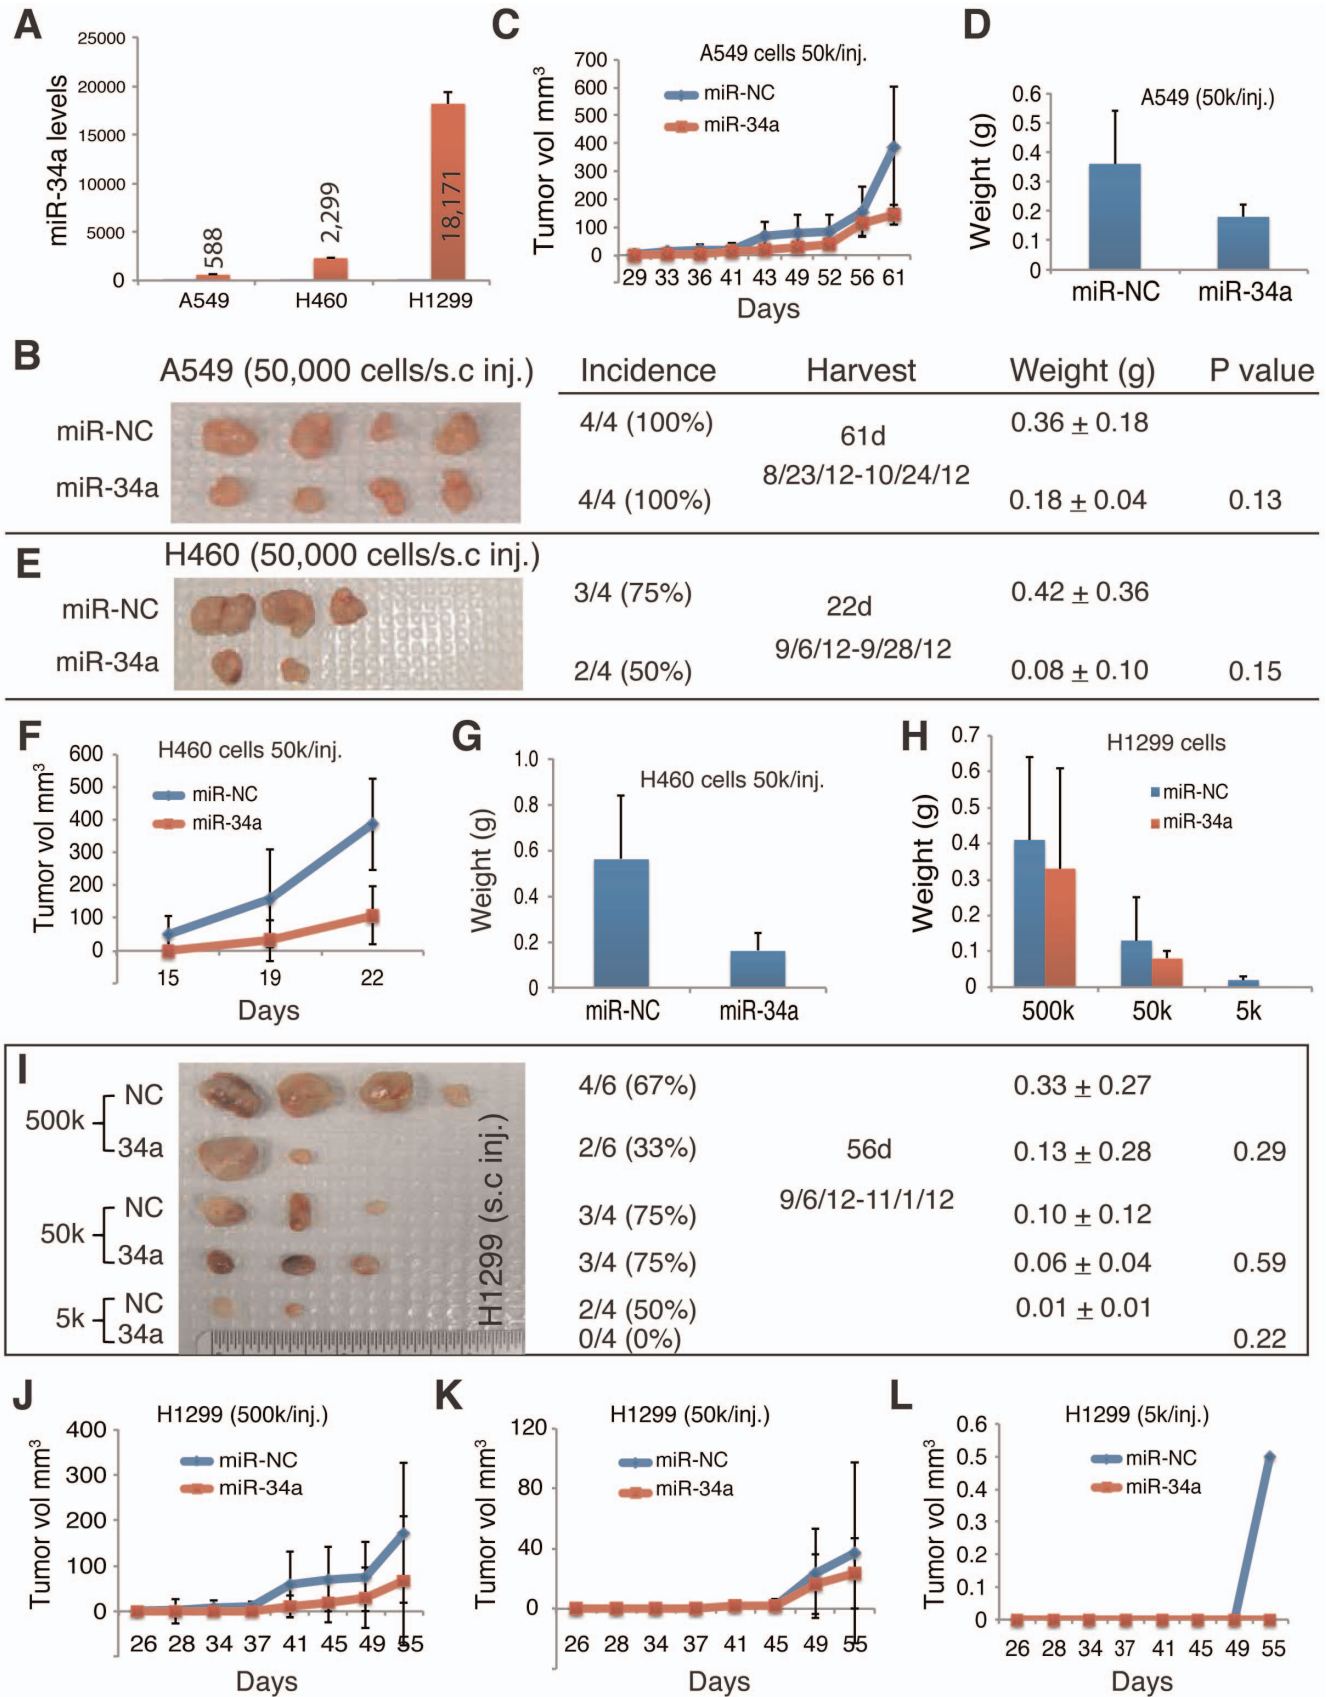 A
miR-34a levels
25000
20000
15000
10000
5000
0
588
2,299
18,171
A549 H460 H1299
C
A549 cells 50k/inj.
Tumor vol mm³
700
600
500
400
300
200
100
0
miR-NC
miR-34a
29 33 36 41 43 49 52 56 61
Days
D
A549 (50k/inj.)
Weight (g)
0.6
0.5
0.4
0.3
0.2
0.1
0
miR-NC miR-34a
B
A549 (50,000 cells/s.c inj.)
Incidence Harvest Weight (g) P value
miR-NC 4/4 (100%) 0.36 ± 0.18
61d
8/23/12-10/24/12
miR-34a 4/4 (100%) 0.18 ± 0.04 0.13
E
H460 (50,000 cells/s.c inj.)
miR-NC 3/4 (75%) 0.42 ± 0.36
22d
9/6/12-9/28/12
miR-34a 2/4 (50%) 0.08 ± 0.10 0.15
F
H460 cells 50k/inj.
Tumor vol mm³
600
500
400
300
200
100
0
miR-NC
miR-34a
15 19 22
Days
G
H460 cells 50k/inj.
Weight (g)
1.0
0.8
0.6
0.4
0.2
0
miR-NC miR-34a
H
H1299 cells
Weight (g)
0.7
0.6
0.5
0.4
0.3
0.2
0.1
0
miR-NC
miR-34a
500k 50k 5k
I
500k
NC 4/6 (67%) 0.33 ± 0.27
34a 2/6 (33%) 56d 0.13 ± 0.28 0.29
9/6/12-11/1/12
50k
NC 3/4 (75%) 0.10 ± 0.12
34a 3/4 (75%) 0.06 ± 0.04 0.59
5k
NC 2/4 (50%) 0.01 ± 0.01
34a 0/4 (0%) 0.22
H1299 (s.c inj.)
J
H1299 (500k/inj.)
Tumor vol mm³
400
300
200
100
0
miR-NC
miR-34a
26 28 34 37 41 45 49 55
Days
K
H1299 (50k/inj.)
Tumor vol mm³
120
80
40
0
miR-NC
miR-34a
26 28 34 37 41 45 49 55
Days
L
H1299 (5k/inj.)
Tumor vol mm³
0.6
0.5
0.4
0.3
0.2
0.1
0
miR-NC
miR-34a
26 28 34 37 41 45 49 55
Days